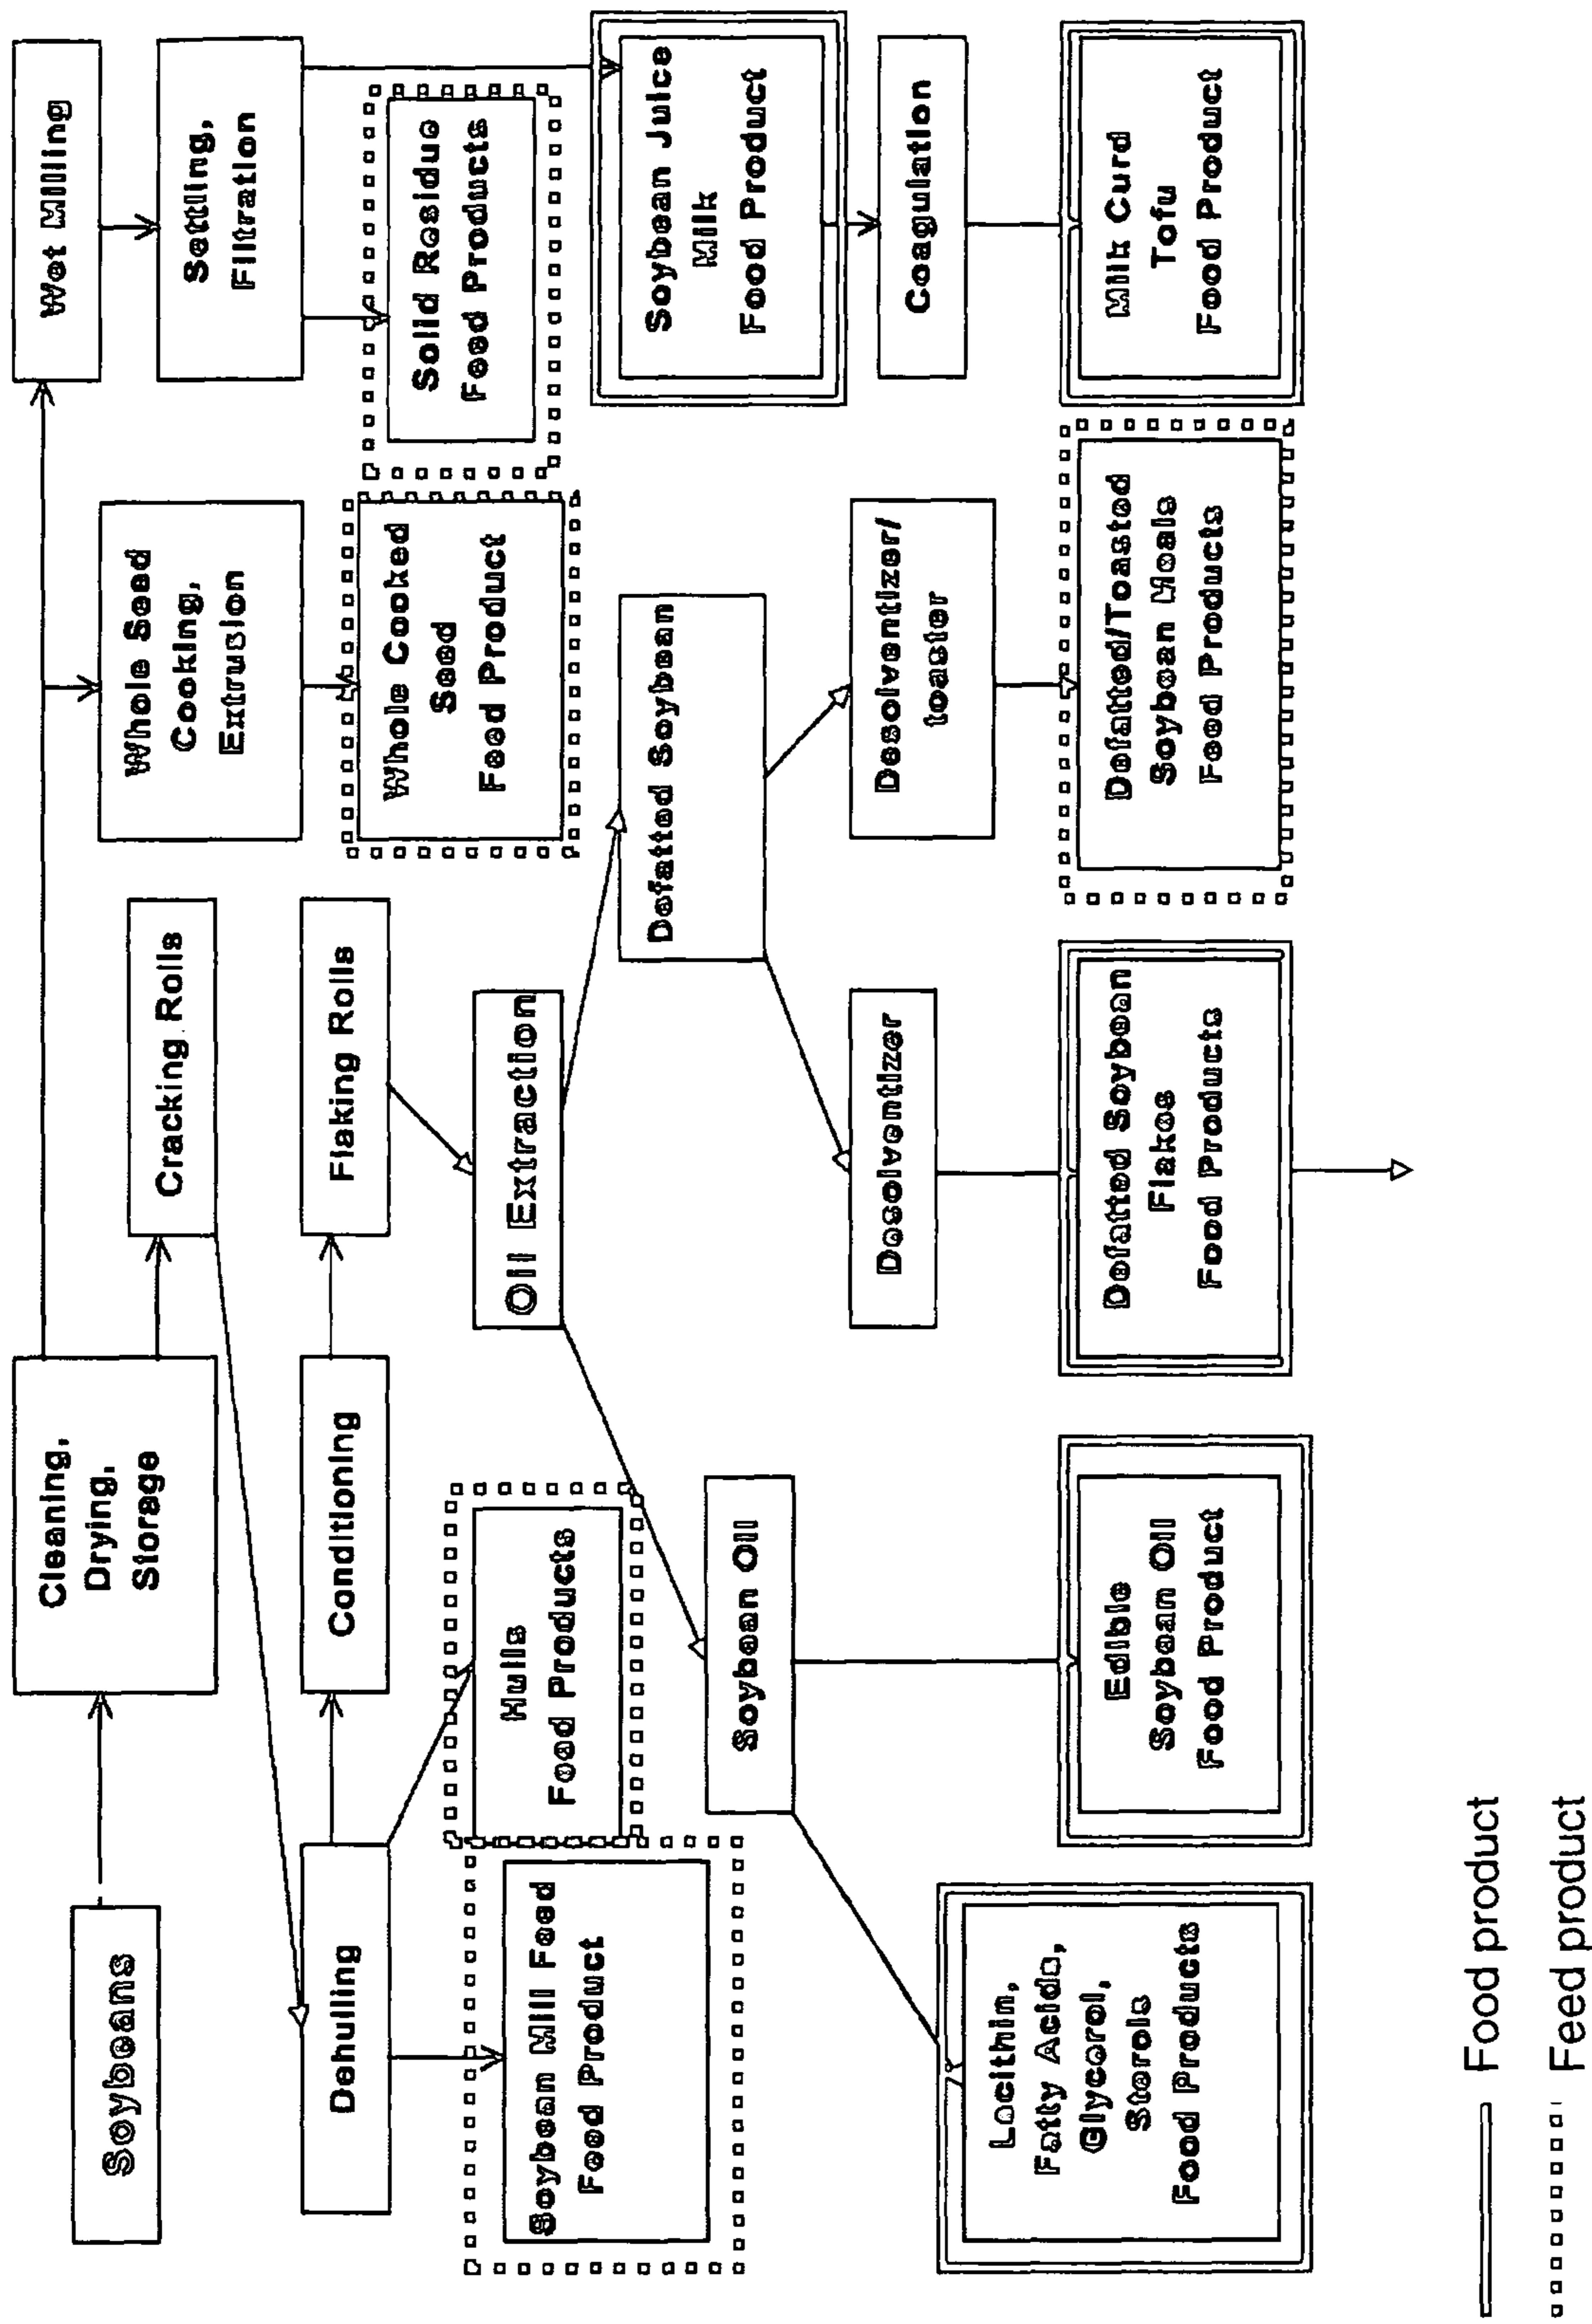 Soybeans
Cleaning,
Drying,
Storage
Wet Milling
Cracking Rolls
Whole Seed
Cooking,
Extrusion
Settling,
Filtration
Dehulling
Conditioning
Flaking Rolls
Whole Cooked
Seed
Feed Product
Solid Residue
Feed Products
Soybean Mill Feed
Feed Product
Hulls
Feed Products
Oil Extraction
Defatted Soybean
Soybean Juice
Milk
Food Product
Soybean Oil
Desolventizer
Desolventizer/
toaster
Coagulation
Lecithin,
Fatty Acids,
Glycerol,
Sterols
Food Products
Edible
Soybean Oil
Food Product
Defatted Soybean
Flakes
Food Products
Defatted/Toasted
Soybean Meals
Feed Products
Milk Curd
Tofu
Food Product
Food product
Feed product